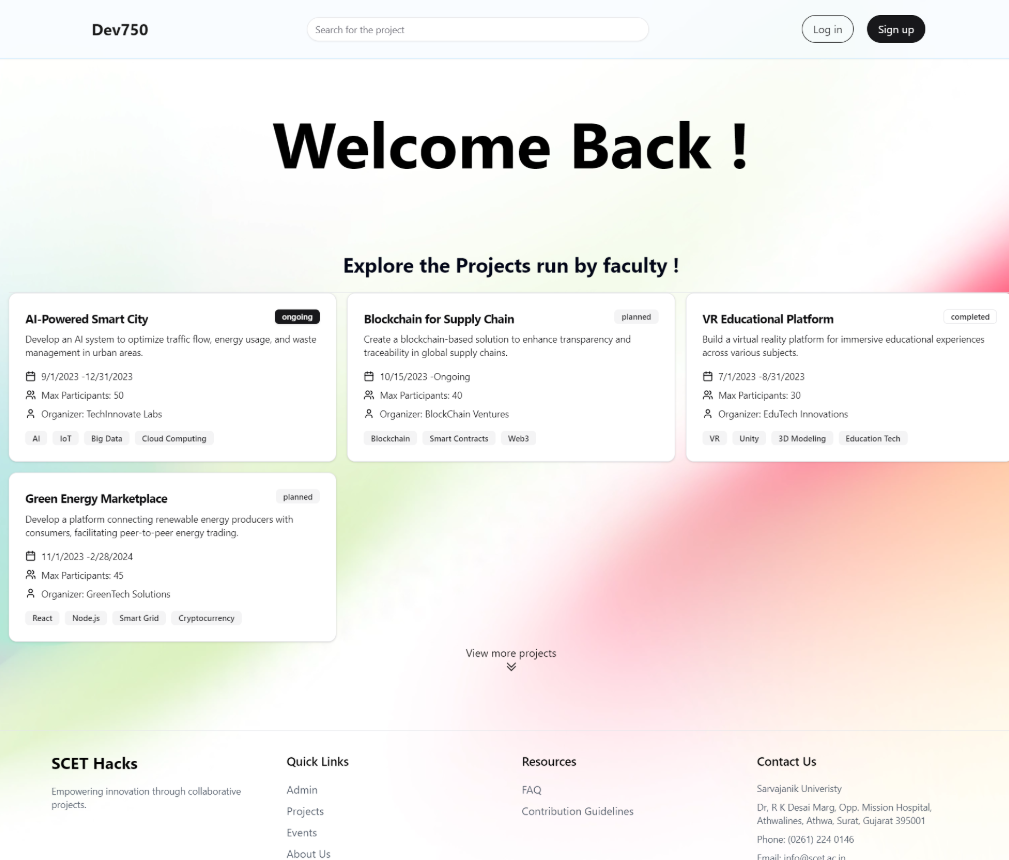 Dev750
Search for the project
Log in
Sign up
Welcome Back !
Explore the Projects run by faculty !
AI-Powered Smart City
ongoing
Develop an AI system to optimize traffic flow, energy usage, and waste
management in urban areas.
9/1/2023 -12/31/2023
Max Participants: 50
Organizer: TechInnovate Labs
AI
IoT
Big Data
Cloud Computing
Blockchain for Supply Chain
planned
Create a blockchain-based solution to enhance transparency and
traceability in global supply chains.
10/15/2023 -Ongoing
Max Participants: 40
Organizer: BlockChain Ventures
Blockchain
Smart Contracts
Web3
VR Educational Platform
completed
Build a virtual reality platform for immersive educational experiences
across various subjects.
7/1/2023 -8/31/2023
Max Participants: 30
Organizer: EduTech Innovations
VR
Unity
3D Modeling
Education Tech
Green Energy Marketplace
planned
Develop a platform connecting renewable energy producers with
consumers, facilitating peer-to-peer energy trading.
11/1/2023 -2/28/2024
Max Participants: 45
Organizer: GreenTech Solutions
React
Node.js
Smart Grid
Cryptocurrency
View more projects
SCET Hacks
Empowering innovation through collaborative
projects.
Quick Links
Admin
Projects
Events
About Us
Resources
FAQ
Contribution Guidelines
Contact Us
Sarvajanik Univeristy
Dr, R K Desai Marg, Opp. Mission Hospital,
Athwalines, Athwa, Surat, Gujarat 395001
Phone: (0261) 224 0146
Email: info@scet.ac.in